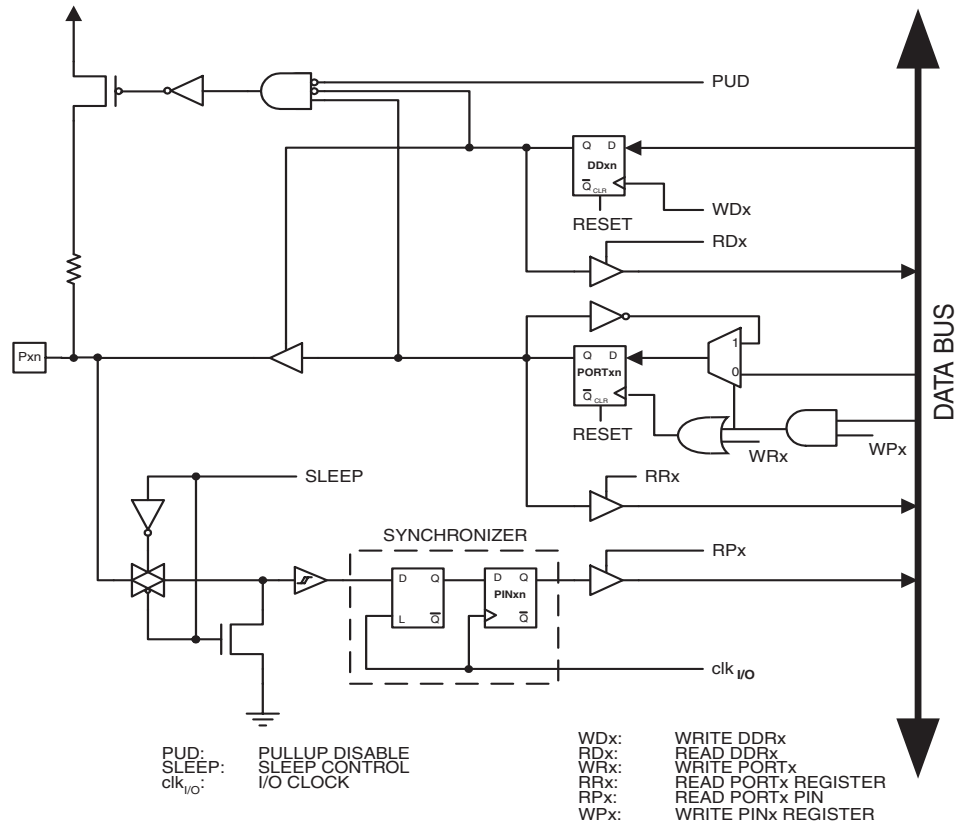 PUD
Q D
DDxn
Q CLR
WDx
RESET
RDx
Pxn
1
Q D
PORTxn
0
Q CLR
RESET
WRx
WPx
SLEEP
RRx
SYNCHRONIZER
RPx
D Q
D Q
PINxn
L Q
Q
clk I/O
DATA BUS
PUD: PULLUP DISABLE
SLEEP: SLEEP CONTROL
clkI/O: I/O CLOCK
WDx: WRITE DDRx
RDx: READ DDRx
WRx: WRITE PORTx
RRx: READ PORTx REGISTER
RPx: READ PORTx PIN
WPx: WRITE PINx REGISTER